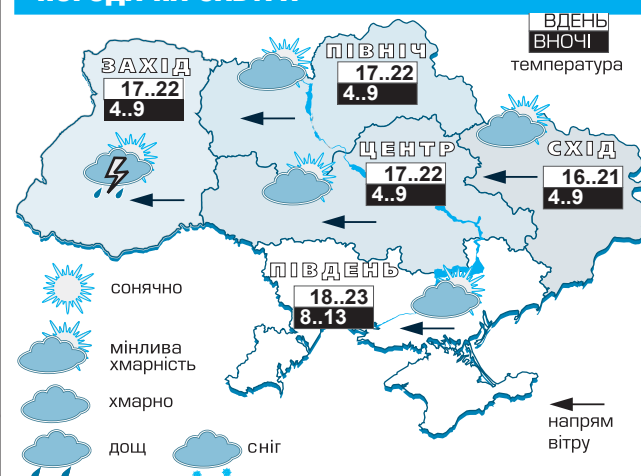 ВДЕНЬ
ВНОЧІ
температура
ЗАХІД
17..22
4..9
ПІВНІЧ
17..22
4..9
ЦЕНТР
17..22
4..9
СХІД
16..21
4..9
ПІВДЕНЬ
18..23
8..13
сонячно
мінлива
хмарність
хмарно
дощ
сніг
напрям
вітру